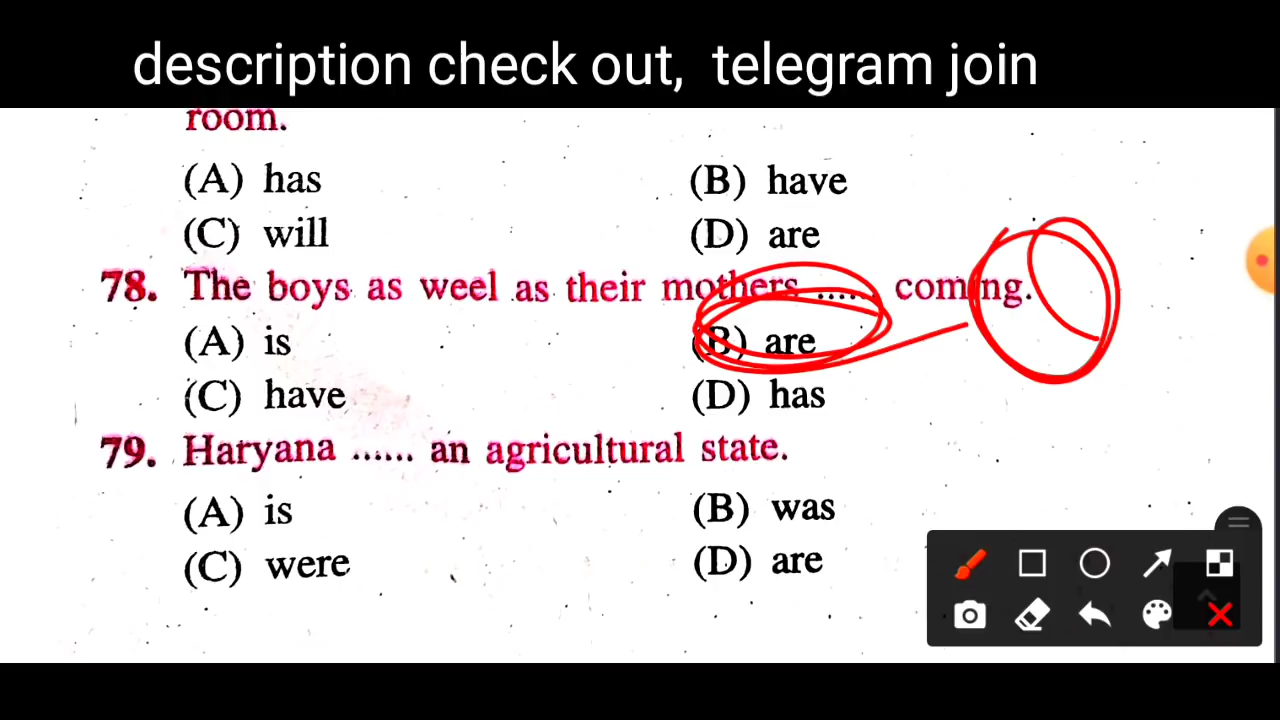 description check out, telegram join
room.
(A) has (B) have
(C) will (D) are
78. The boys as weel as their mothers ...... coming.
(A) is (B) are
(C) have (D) has
79. Haryana ...... an agricultural state.
(A) is (B) was
(C) were (D) are